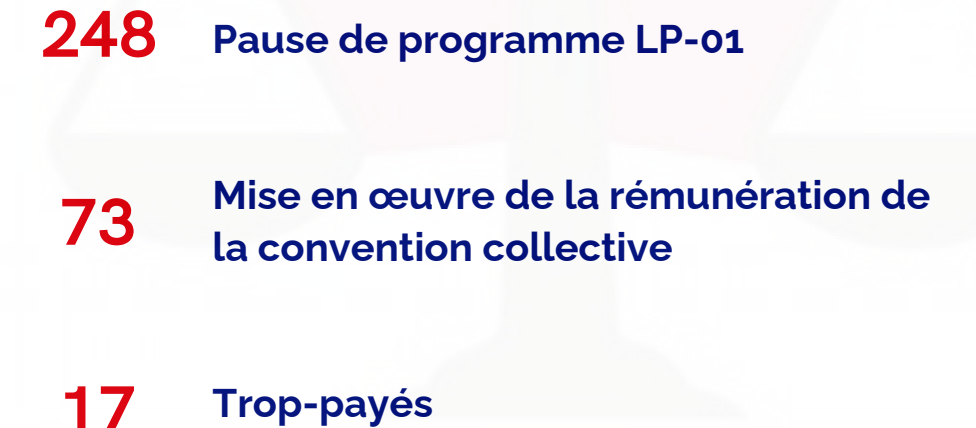 248 Pause de programme LP-01
73 Mise en œuvre de la rémunération de
la convention collective
17 Trop-payés